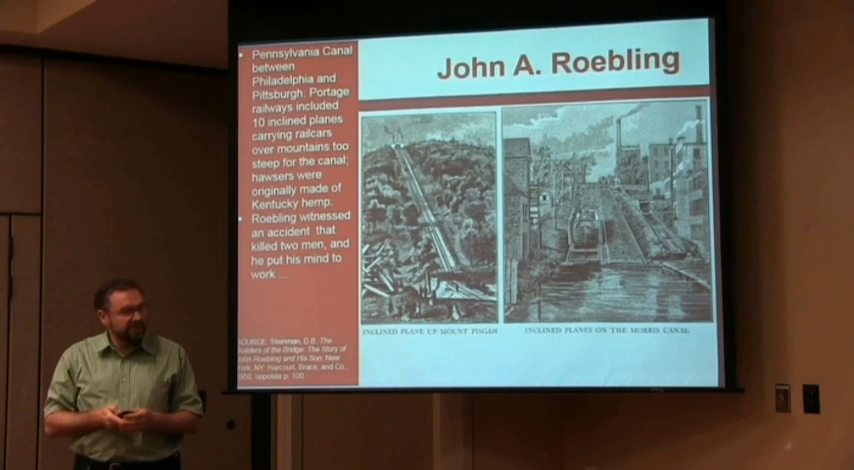 John A. Roebling
• Pennsylvania Canal
between
Philadelphia and
Pittsburgh. Portage
railways included
10 inclined planes
carrying railcars
over mountains too
steep for the canal;
hawsers were
originally made of
Kentucky hemp.
• Roebling witnessed
an accident that
killed two men, and
he put his mind to
work ...
SOURCE: Steinman, D.B. The
Builders of the Bridge: The Story of
John Roebling and His Son. New
York, NY: Harcourt, Brace, and Co.,
1950, opposite p. 100.
INCLINED PLANE UP MOUNT PISGAH
INCLINED PLANES ON THE MORRIS CANAL